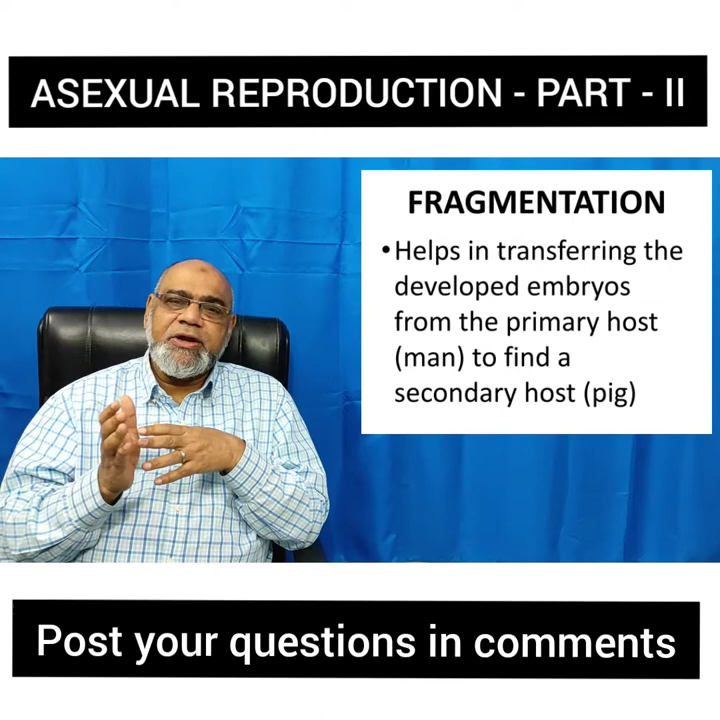 ASEXUAL REPRODUCTION - PART - II
FRAGMENTATION
•Helps in transferring the
developed embryos
from the primary host
(man) to find a
secondary host (pig)
Post your questions in comments